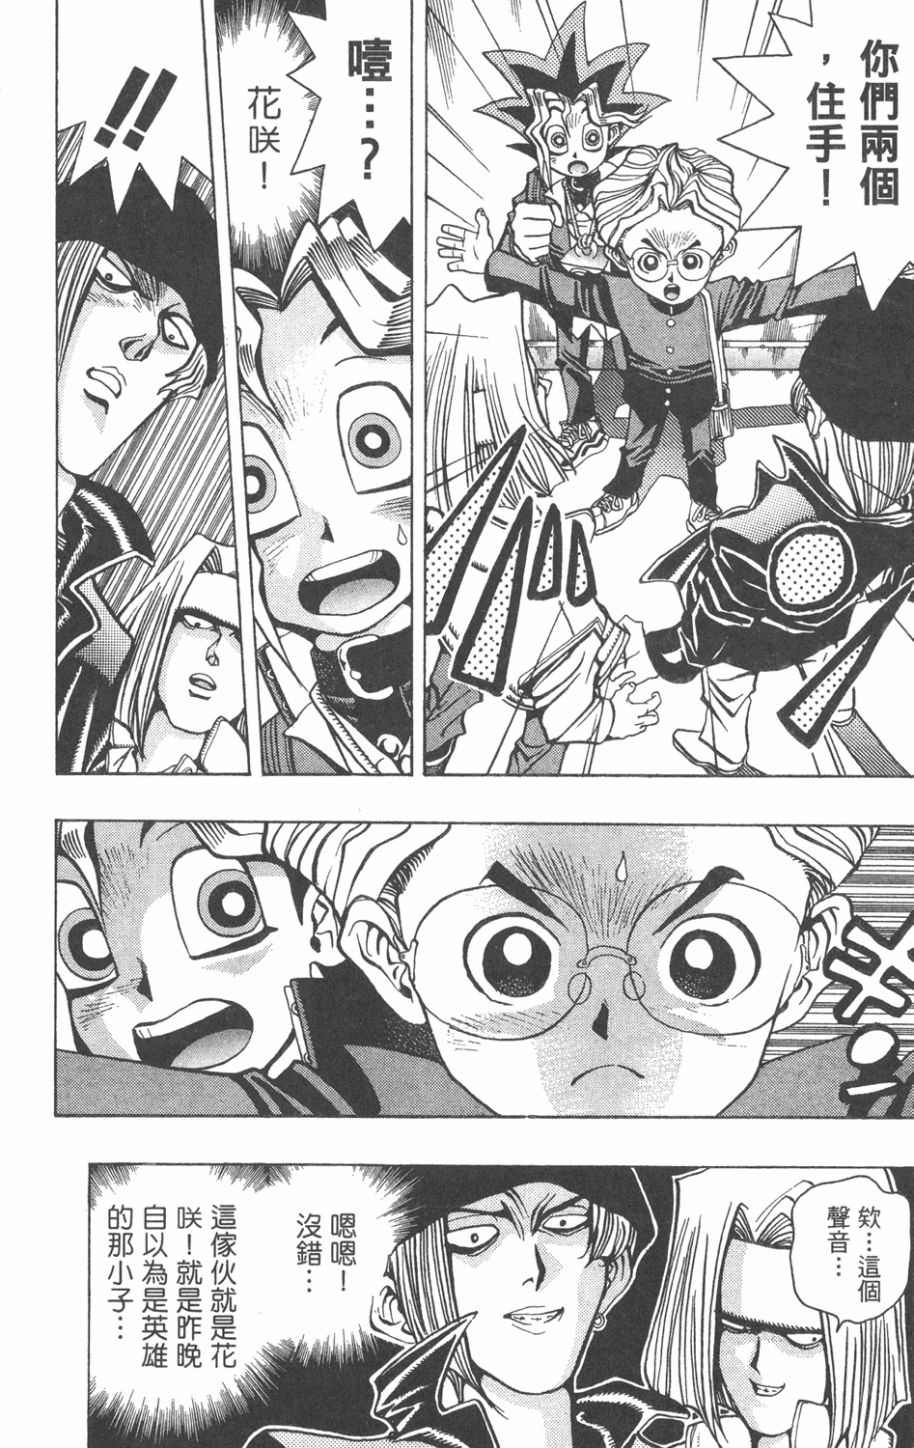 你們兩個
，住手！
噎…？
花咲！
!!
欸…這個
聲音…
嗯嗯！
沒錯…
這傢伙就是花
咲！就是昨晚
自以為是英雄
的那小子…